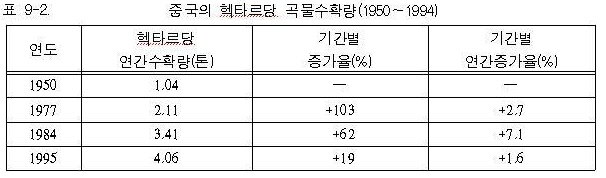 표 9-2. 중국의 헥타르당 곡물수확량(1950~1994)
연도 헥타르당 연간수확량(톤) 기간별 증가율(%) 기간별 연간증가율(%)
1950 1.04 — —
1977 2.11 +103 +2.7
1984 3.41 +62 +7.1
1995 4.06 +19 +1.6